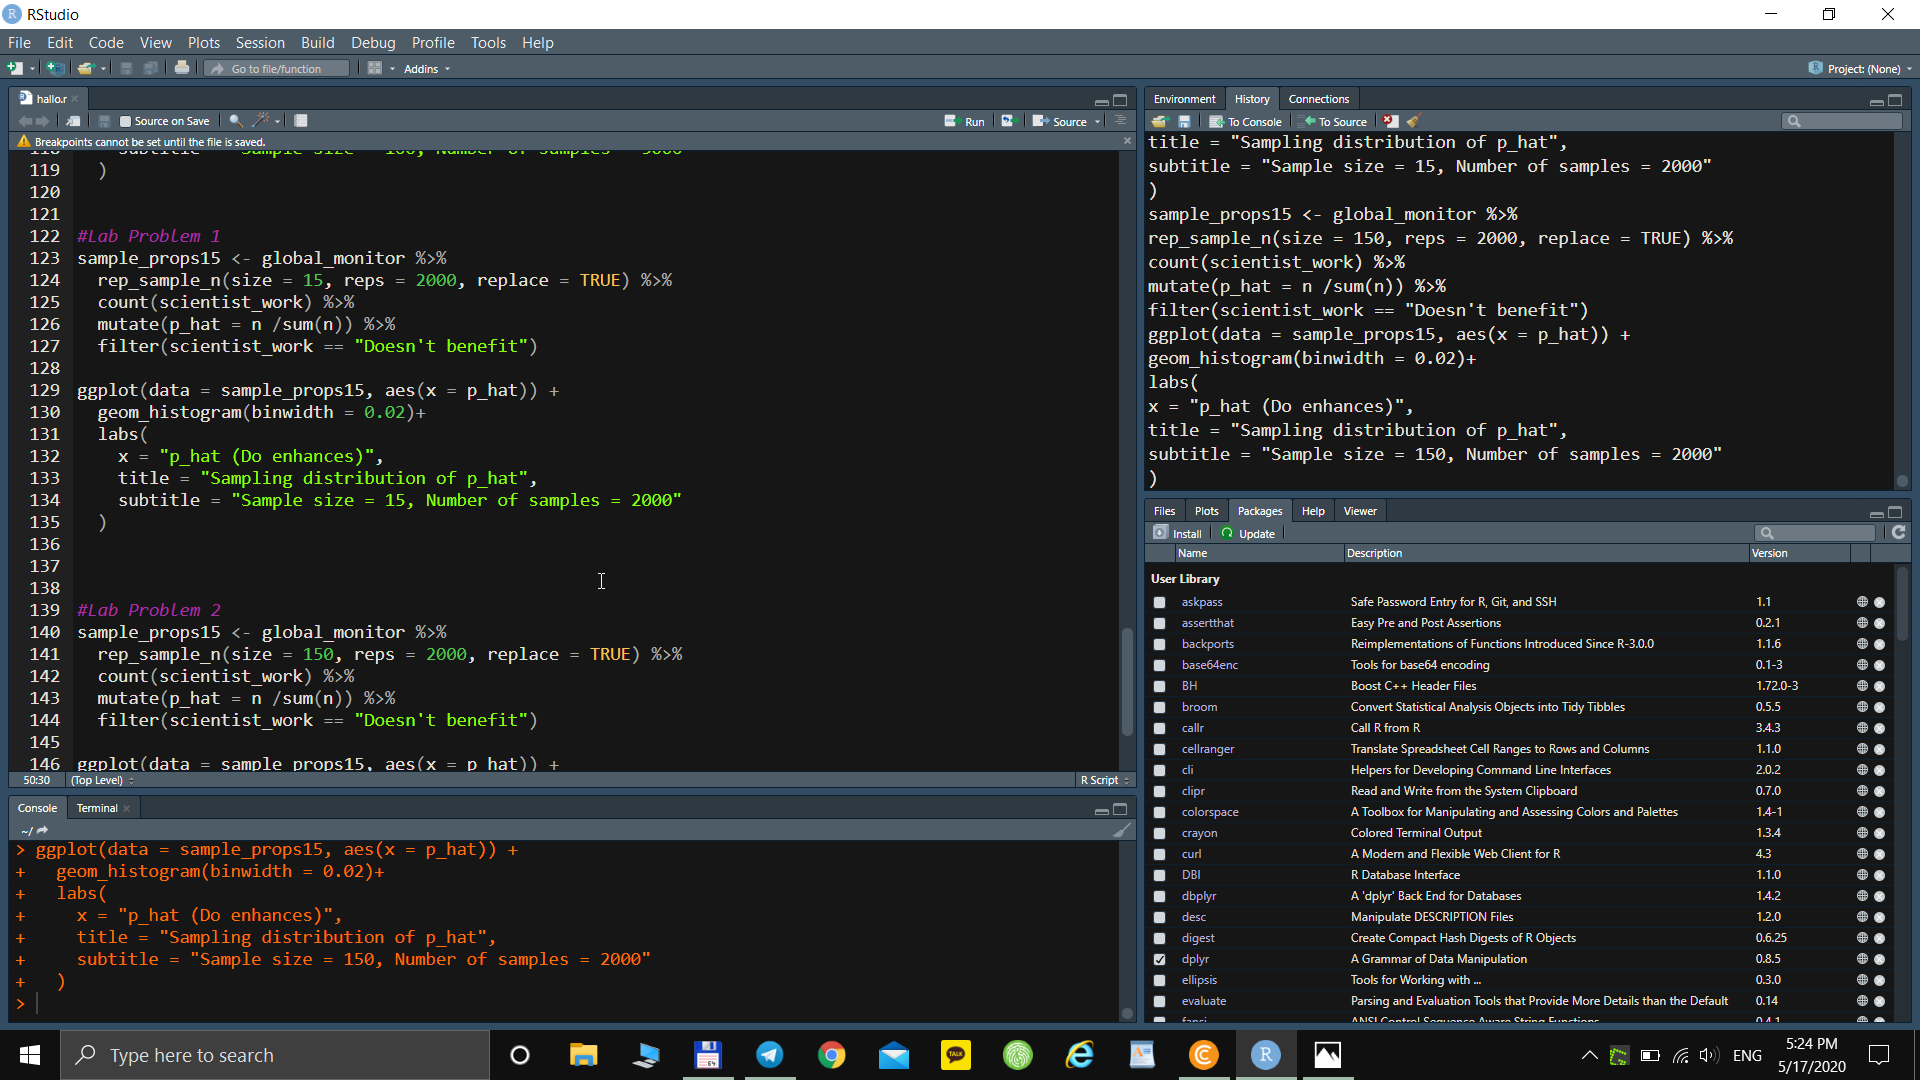 RStudio
File Edit Code View Plots Session Build Debug Profile Tools Help
Go to file/function Addins Project: (None)
hallo.r
Source on Save Run Source
Breakpoints cannot be set until the file is saved.
118 subtitle = "Sample size = 100, Number of samples = 5000"
119 )
120
121
122 #Lab Problem 1
123 sample_props15 <- global_monitor %>%
124 rep_sample_n(size = 15, reps = 2000, replace = TRUE) %>%
125 count(scientist_work) %>%
126 mutate(p_hat = n /sum(n)) %>%
127 filter(scientist_work == "Doesn't benefit")
128
129 ggplot(data = sample_props15, aes(x = p_hat)) +
130 geom_histogram(binwidth = 0.02)+
131 labs(
132 x = "p_hat (Do enhances)",
133 title = "Sampling distribution of p_hat",
134 subtitle = "Sample size = 15, Number of samples = 2000"
135 )
136
137
138
139 #Lab Problem 2
140 sample_props15 <- global_monitor %>%
141 rep_sample_n(size = 150, reps = 2000, replace = TRUE) %>%
142 count(scientist_work) %>%
143 mutate(p_hat = n /sum(n)) %>%
144 filter(scientist_work == "Doesn't benefit")
145
146 ggplot(data = sample_props15, aes(x = p_hat)) +
50:30 (Top Level) R Script
Console Terminal
~/
> ggplot(data = sample_props15, aes(x = p_hat)) +
+ geom_histogram(binwidth = 0.02)+
+ labs(
+ x = "p_hat (Do enhances)",
+ title = "Sampling distribution of p_hat",
+ subtitle = "Sample size = 150, Number of samples = 2000"
+ )
>
Environment History Connections
To Console To Source
title = "Sampling distribution of p_hat",
subtitle = "Sample size = 15, Number of samples = 2000"
)
sample_props15 <- global_monitor %>%
rep_sample_n(size = 150, reps = 2000, replace = TRUE) %>%
count(scientist_work) %>%
mutate(p_hat = n /sum(n)) %>%
filter(scientist_work == "Doesn't benefit")
ggplot(data = sample_props15, aes(x = p_hat)) +
geom_histogram(binwidth = 0.02)+
labs(
x = "p_hat (Do enhances)",
title = "Sampling distribution of p_hat",
subtitle = "Sample size = 150, Number of samples = 2000"
)
Files Plots Packages Help Viewer
Install Update
Name Description Version
User Library
askpass Safe Password Entry for R, Git, and SSH 1.1
assertthat Easy Pre and Post Assertions 0.2.1
backports Reimplementations of Functions Introduced Since R-3.0.0 1.1.6
base64enc Tools for base64 encoding 0.1-3
BH Boost C++ Header Files 1.72.0-3
broom Convert Statistical Analysis Objects into Tidy Tibbles 0.5.5
callr Call R from R 3.4.3
cellranger Translate Spreadsheet Cell Ranges to Rows and Columns 1.1.0
cli Helpers for Developing Command Line Interfaces 2.0.2
clipr Read and Write from the System Clipboard 0.7.0
colorspace A Toolbox for Manipulating and Assessing Colors and Palettes 1.4-1
crayon Colored Terminal Output 1.3.4
curl A Modern and Flexible Web Client for R 4.3
DBI R Database Interface 1.1.0
dbplyr A 'dplyr' Back End for Databases 1.4.2
desc Manipulate DESCRIPTION Files 1.2.0
digest Create Compact Hash Digests of R Objects 0.6.25
dplyr A Grammar of Data Manipulation 0.8.5
ellipsis Tools for Working with ... 0.3.0
evaluate Parsing and Evaluation Tools that Provide More Details than the Default 0.14
fansi ANSI Control Sequence Aware String Functions 0.4.1
Type here to search
64
TALK
ENG
5:24 PM
5/17/2020